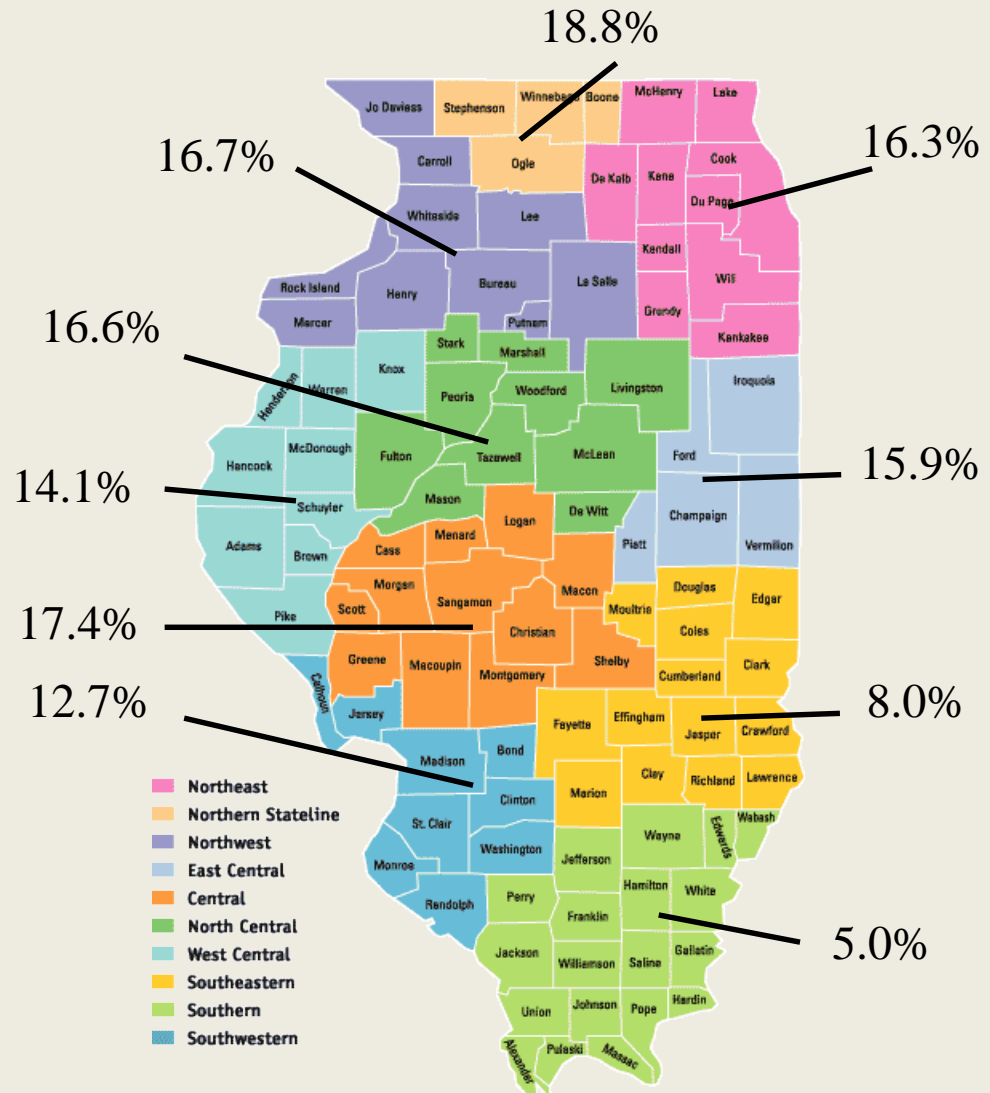 18.8%
16.7%
16.3%
16.6%
14.1%
15.9%
17.4%
12.7%
8.0%
5.0%
Jo Daviess
Stephenson
Winnebago
Boone
McHenry
Lake
Carroll
Ogle
De Kalb
Kane
Cook
Du Page
Whiteside
Lee
Kendall
Will
Rock Island
Henry
Bureau
La Salle
Putnam
Grundy
Mercer
Kankakee
Stark
Marshall
Knox
Henderson
Warren
Peoria
Woodford
Livingston
Iroquois
McDonough
Hancock
Fulton
Tazewell
McLean
Ford
Schuyler
Mason
Logan
De Witt
Champaign
Vermilion
Adams
Brown
Cass
Menard
Piatt
Morgan
Scott
Sangamon
Macon
Moultrie
Douglas
Edgar
Pike
Christian
Coles
Greene
Macoupin
Montgomery
Shelby
Cumberland
Clark
Calhoun
Jersey
Fayette
Effingham
Jasper
Crawford
Madison
Bond
Clay
Richland
Lawrence
Marion
Clinton
St. Clair
Washington
Monroe
Randolph
Wayne
Edwards
Wabash
Jefferson
Perry
Hamilton
White
Franklin
Jackson
Williamson
Saline
Gallatin
Union
Johnson
Pope
Hardin
Alexander
Pulaski
Massac
Northeast
Northern Stateline
Northwest
East Central
Central
North Central
West Central
Southeastern
Southern
Southwestern